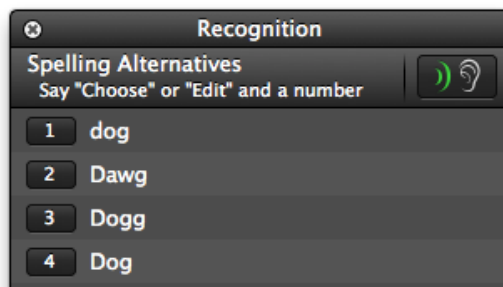 Recognition
Spelling Alternatives
Say "Choose" or "Edit" and a number
1 dog
2 Dawg
3 Dogg
4 Dog